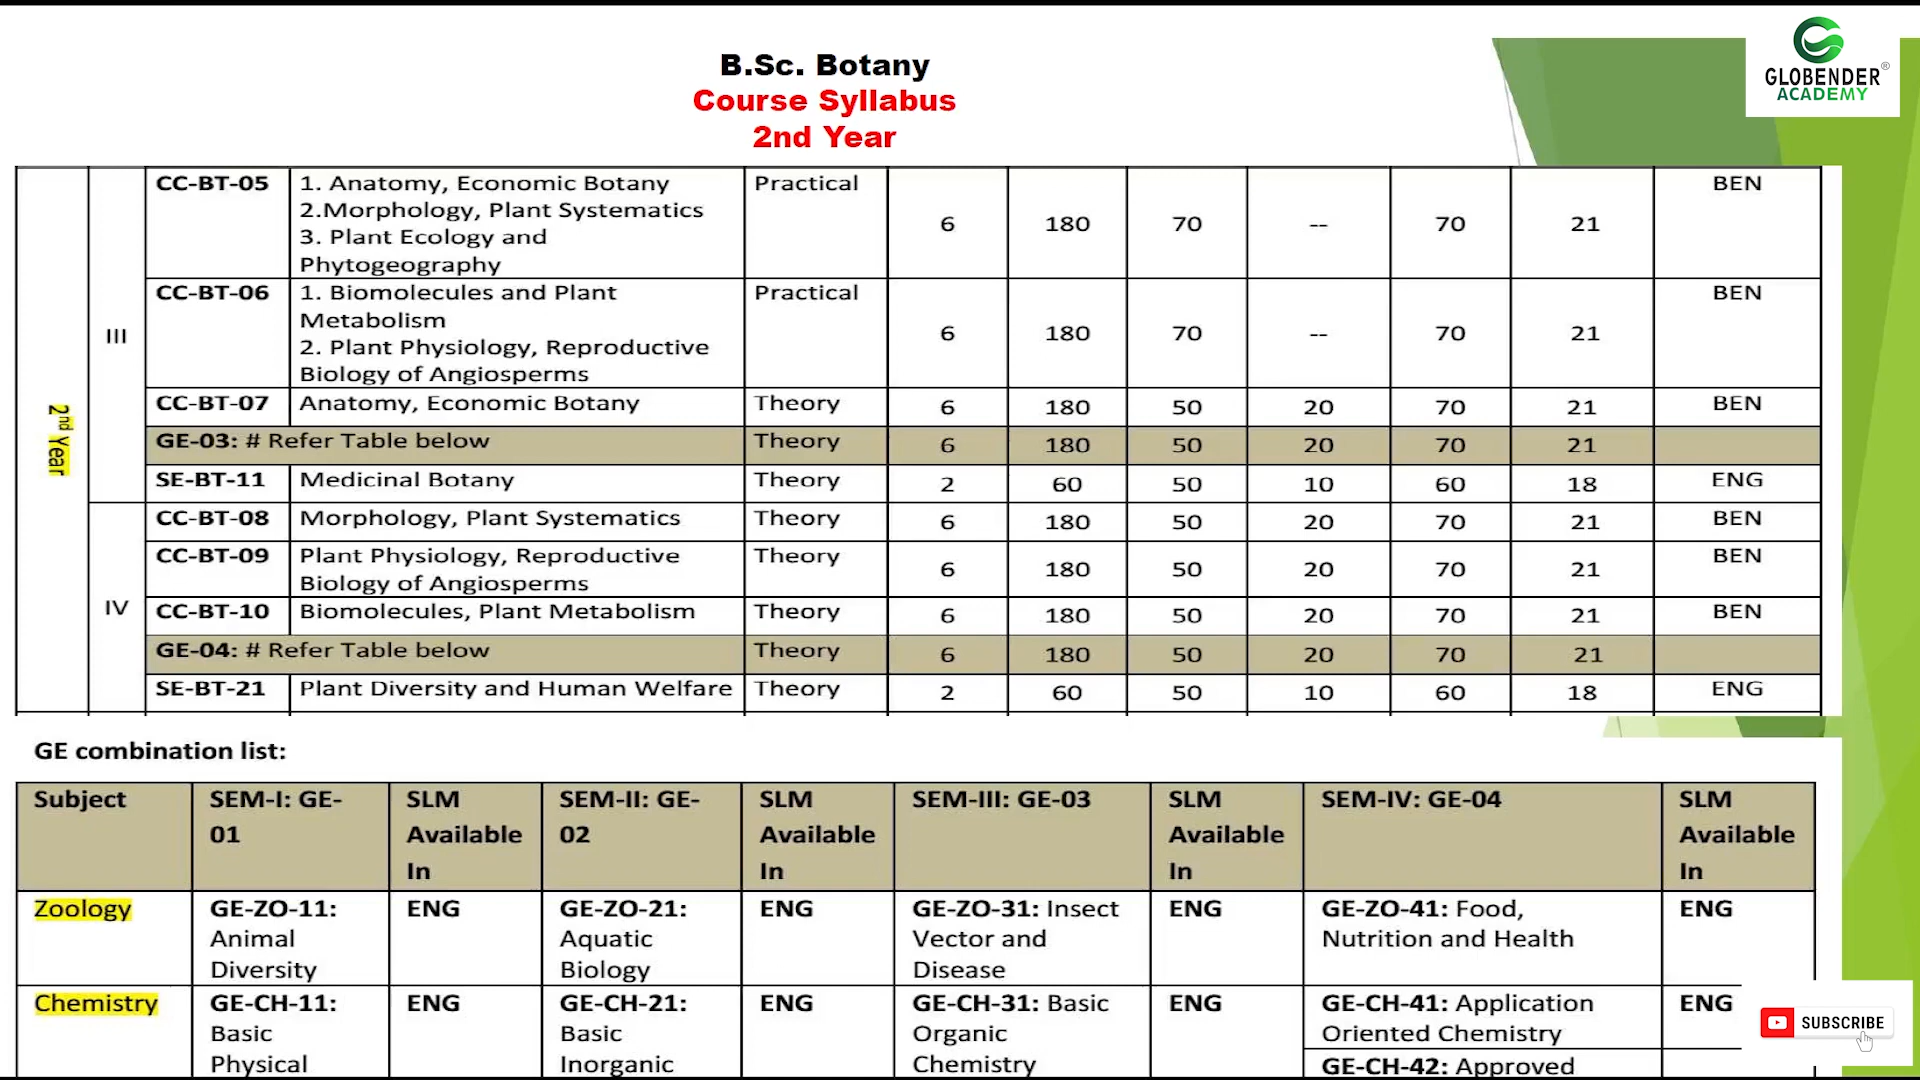 B.Sc. Botany
Course Syllabus
2nd Year
GLOBENDER®
ACADEMY
2nd Year
III
CC-BT-05 1. Anatomy, Economic Botany Practical 6 180 70 -- 70 21 BEN
2.Morphology, Plant Systematics
3. Plant Ecology and
Phytogeography
CC-BT-06 1. Biomolecules and Plant Practical 6 180 70 -- 70 21 BEN
Metabolism
2. Plant Physiology, Reproductive
Biology of Angiosperms
CC-BT-07 Anatomy, Economic Botany Theory 6 180 50 20 70 21 BEN
GE-03: # Refer Table below Theory 6 180 50 20 70 21
SE-BT-11 Medicinal Botany Theory 2 60 50 10 60 18 ENG
IV
CC-BT-08 Morphology, Plant Systematics Theory 6 180 50 20 70 21 BEN
CC-BT-09 Plant Physiology, Reproductive Theory 6 180 50 20 70 21 BEN
Biology of Angiosperms
CC-BT-10 Biomolecules, Plant Metabolism Theory 6 180 50 20 70 21 BEN
GE-04: # Refer Table below Theory 6 180 50 20 70 21
SE-BT-21 Plant Diversity and Human Welfare Theory 2 60 50 10 60 18 ENG
GE combination list:
Subject SEM-I: GE- SLM SEM-II: GE- SLM SEM-III: GE-03 SLM SEM-IV: GE-04 SLM
01 Available 02 Available Available Available
In In In In
Zoology GE-ZO-11: ENG GE-ZO-21: ENG GE-ZO-31: Insect ENG GE-ZO-41: Food, ENG
Animal Aquatic Vector and Nutrition and Health
Diversity Biology Disease
Chemistry GE-CH-11: ENG GE-CH-21: ENG GE-CH-31: Basic ENG GE-CH-41: Application ENG
Basic Basic Organic Oriented Chemistry
Physical Inorganic Chemistry GE-CH-42: Approved
SUBSCRIBE